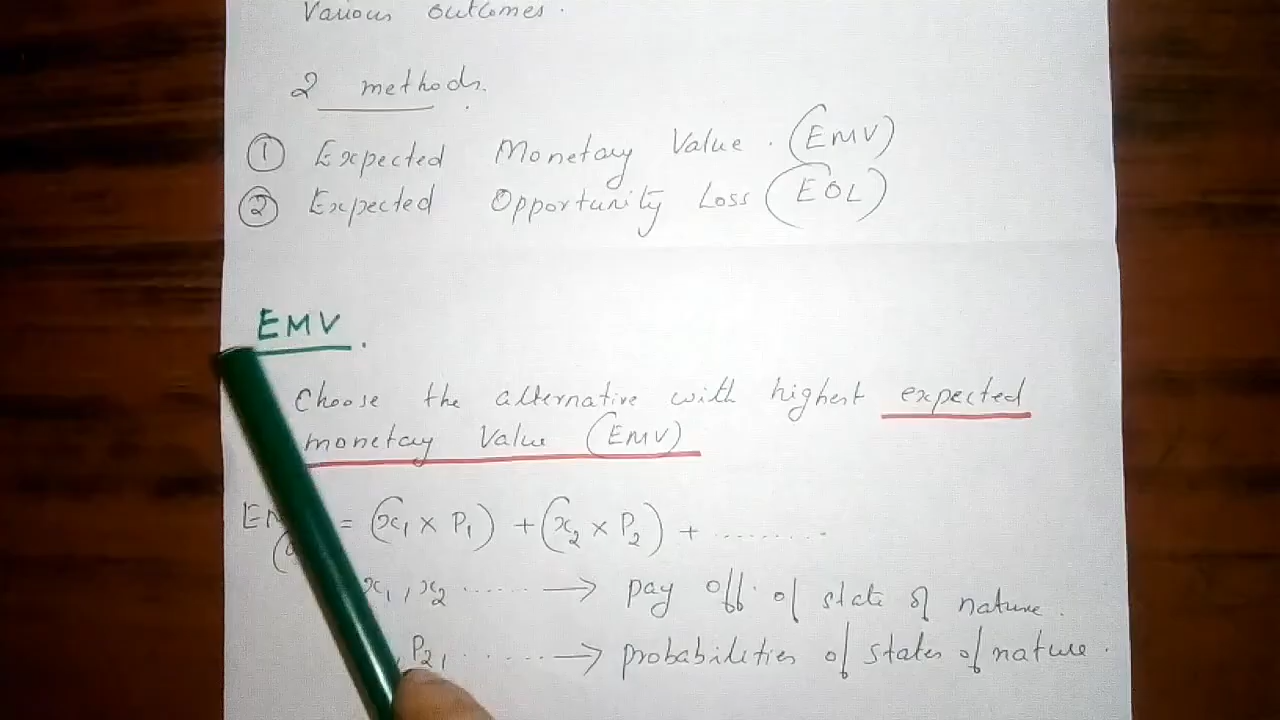 Various outcomes.
2 methods.
① Expected Monetary Value. (EMV)
② Expected Opportunity Loss (EOL)
EMV.
Choose the alternative with highest expected
monetary Value (EMV)
= (x₁ × P₁) + (x₂ × P₂) + .........
x₁, x₂ ...... → pay off of state of nature.
P₂, ...... → probabilities of states of nature.